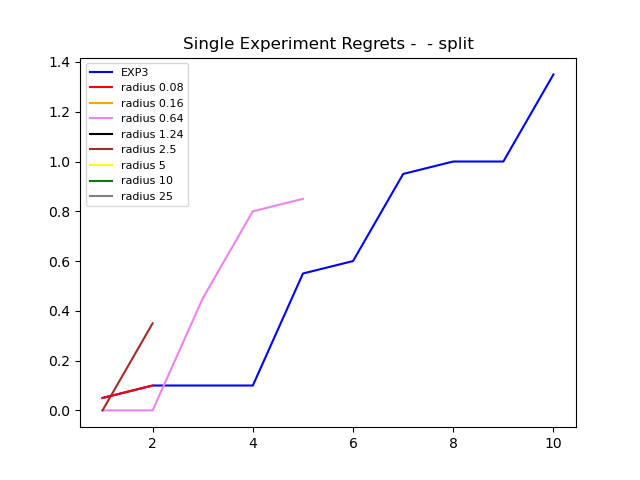 Single Experiment Regrets -  - split
1.4
1.2
1.0
0.8
0.6
0.4
0.2
0.0
EXP3
radius 0.08
radius 0.16
radius 0.64
radius 1.24
radius 2.5
radius 5
radius 10
radius 25
2
4
6
8
10